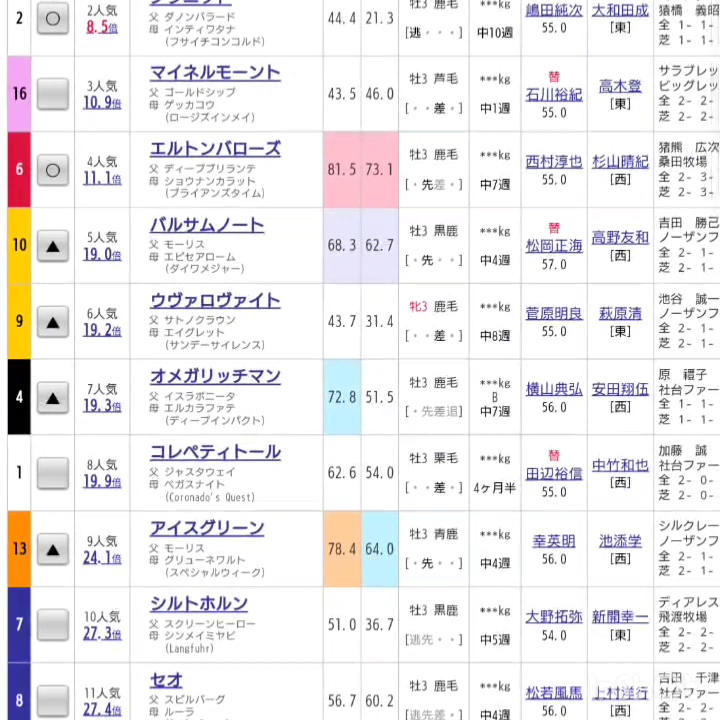 2 ○ 2人気 8.5倍 父 ダノンバラード 母 インティワタナ (フサイチコンコルド) 44.4 21.3 牡3 鹿毛 [逃・・・] ***kg 中10週 嶋田純次 55.0 大和田成 [東] 猿橋 義昭 全 1- 1- 芝 1- 1-
16 3人気 10.9倍 マイネルモーント 父 ゴールドシップ 母 ゲッカコウ (ロージズインメイ) 43.5 46.0 牡3 芦毛 [・・差・] ***kg 中1週 替 石川裕紀 55.0 高木登 [東] サラブレッ ビッグレッ 全 2- 2- 芝 2- 2-
6 ○ 4人気 11.1倍 エルトンバローズ 父 ディープブリランテ 母 ショウナンカラット (ブライアンズタイム) 81.5 73.1 牡3 鹿毛 [・先差・] ***kg 中7週 西村淳也 55.0 杉山晴紀 [西] 猪熊 広次 桑田牧場 全 2- 3- 芝 2- 3-
10 ▲ 5人気 19.0倍 バルサムノート 父 モーリス 母 エピセアローム (ダイワメジャー) 68.3 62.7 牡3 黒鹿 [・先・・] ***kg 中4週 替 松岡正海 57.0 高野友和 [西] 吉田 勝己 ノーザンフ 全 2- 1- 芝 2- 1-
9 ▲ 6人気 19.2倍 ウヴァロヴァイト 父 サトノクラウン 母 エイグレット (サンデーサイレンス) 43.7 31.4 牝3 鹿毛 [・・差・] ***kg 中8週 菅原明良 55.0 萩原清 [東] 池谷 誠一 ノーザンフ 全 2- 1- 芝 2- 1-
4 ▲ 7人気 19.3倍 オメガリッチマン 父 イスラボニータ 母 エルカラファテ (ディープインパクト) 72.8 51.5 牡3 鹿毛 [・先差追] ***kg B 中7週 横山典弘 56.0 安田翔伍 [西] 原 禮子 社台ファー 全 1- 1- 芝 1- 1-
1 8人気 19.9倍 コレペティトール 父 ジャスタウェイ 母 ペガスナイト (Coronado's Quest) 62.6 54.0 牡3 栗毛 [・・差・] ***kg 4ヶ月半 替 田辺裕信 55.0 中竹和也 [西] 加藤 誠 社台ファー 全 2- 0- 芝 2- 0-
13 ▲ 9人気 24.1倍 アイスグリーン 父 モーリス 母 グリューネワルト (スペシャルウィーク) 78.4 64.0 牡3 青鹿 [・先・・] ***kg 中4週 幸英明 56.0 池添学 [西] シルクレー ノーザンフ 全 2- 1- 芝 2- 1-
7 10人気 27.3倍 シルトホルン 父 スクリーンヒーロー 母 シンメイミヤビ (Langfuhr) 51.0 36.7 牡3 黒鹿 [逃先・・] ***kg 中5週 大野拓弥 54.0 新開幸一 [東] ディアレス 飛渡牧場 全 2- 2- 芝 2- 2-
8 11人気 27.4倍 セオ 父 スピルバーグ 母 ルーラ 56.7 60.2 牡3 鹿毛 [逃先差・] ***kg 中4週 松若風馬 56.0 上村洋行 [西] 吉田 千津 社台ファー 全 2- 1-